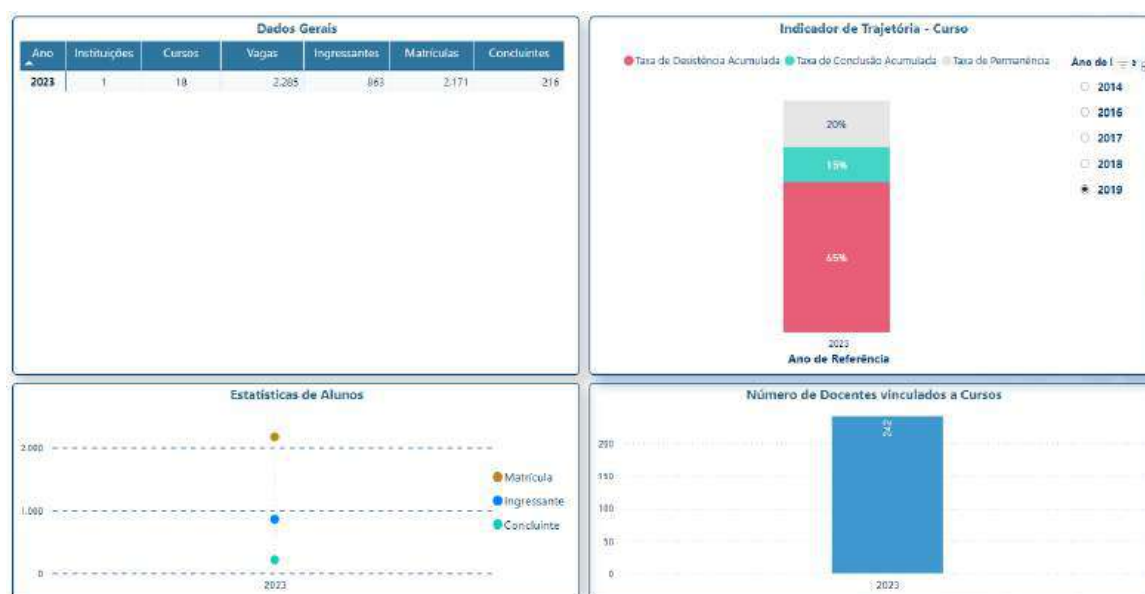 Dados Gerais
Ano Instituições Cursos Vagas Ingressantes Matrículas Concluintes
2023 1 18 2.285 863 2.171 216
Indicador de Trajetória - Curso
Taxa de Desistência Acumulada Taxa de Conclusão Acumulada Taxa de Permanência
Ano de
2014
2016
2017
2018
2019
20%
15%
65%
2023
Ano de Referência
Estatísticas de Alunos
2.000
1.000
0
Matrícula
Ingressante
Concluinte
2023
Número de Docentes vinculados a Cursos
200
150
100
50
0
242
2023